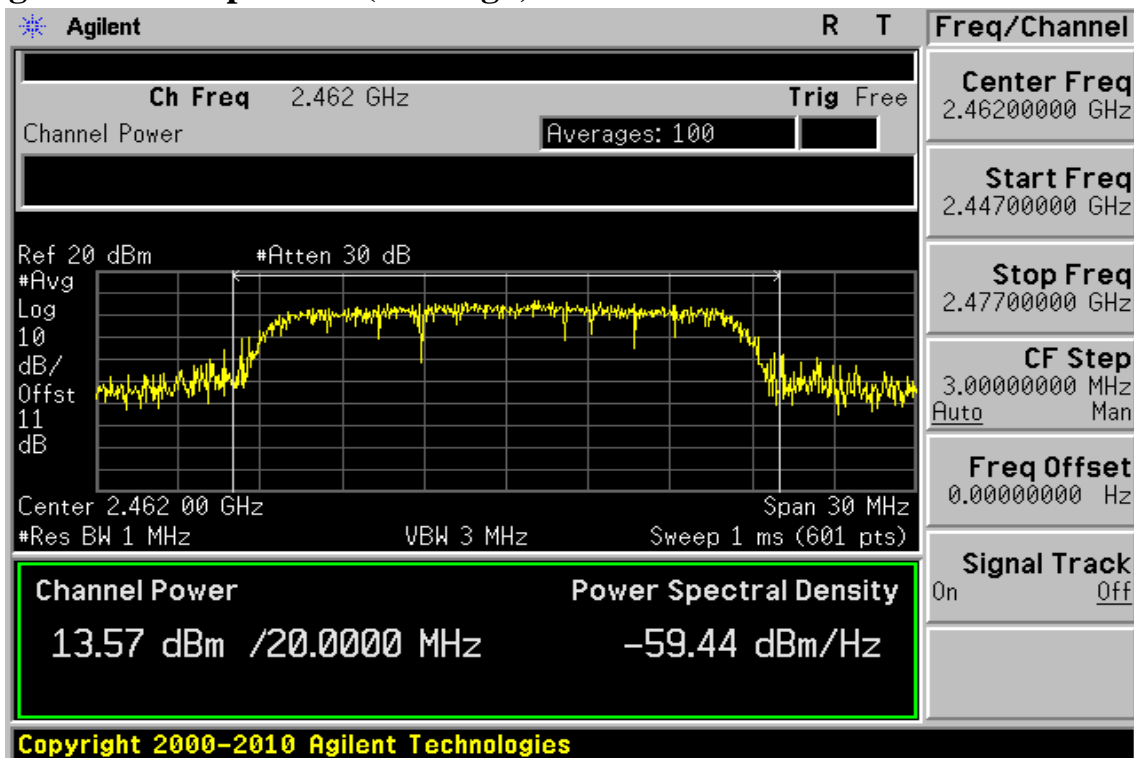 Agilent
R T
Freq/Channel
Ch Freq 2.462 GHz
Trig Free
Channel Power
Averages: 100
Ref 20 dBm
#Atten 30 dB
#Avg
Log
10
dB/
Offst
11
dB
Center 2.462 00 GHz
Span 30 MHz
#Res BW 1 MHz
VBW 3 MHz
Sweep 1 ms (601 pts)
Channel Power
Power Spectral Density
13.57 dBm /20.0000 MHz
-59.44 dBm/Hz
Center Freq
2.46200000 GHz
Start Freq
2.44700000 GHz
Stop Freq
2.47700000 GHz
CF Step
3.00000000 MHz
Auto Man
Freq Offset
0.00000000 Hz
Signal Track
On Off
Copyright 2000-2010 Agilent Technologies